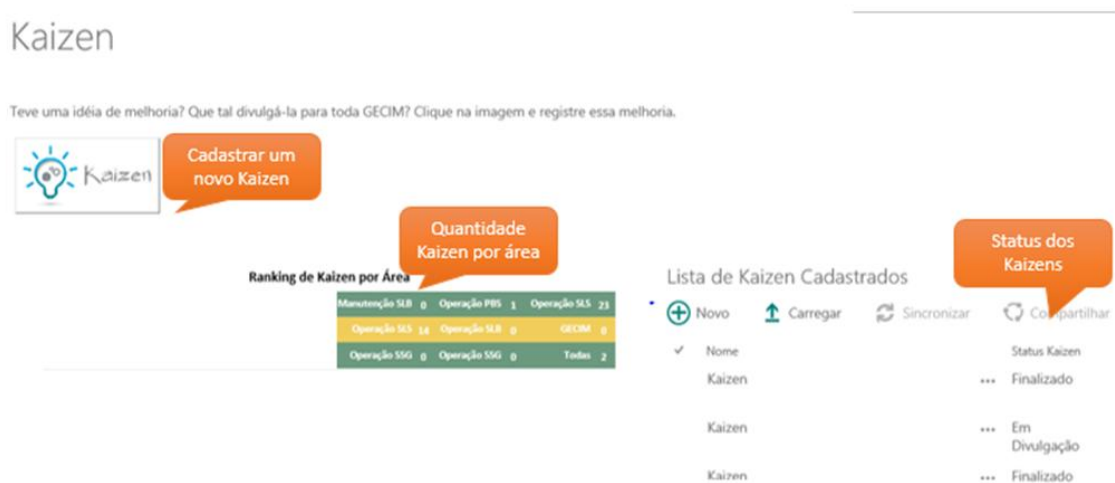 Kaizen
Teve uma idéia de melhoria? Que tal divulgá-la para toda GECIM? Clique na imagem e registre essa melhoria.
Kaizen
Cadastrar um
novo Kaizen
Quantidade
Kaizen por área
Ranking de Kaizen por Área
Manutenção SLB 0 Operação PBS 1 Operação SLS 23
Operação SLS 14 Operação SLB 0 GECIM 0
Operação SSG 0 Operação SSG 0 Todas 2
Status dos
Kaizens
Lista de Kaizen Cadastrados
Novo Carregar Sincronizar Compartilhar
Nome Status Kaizen
Kaizen ... Finalizado
Kaizen ... Em
Divulgação
Kaizen ... Finalizado